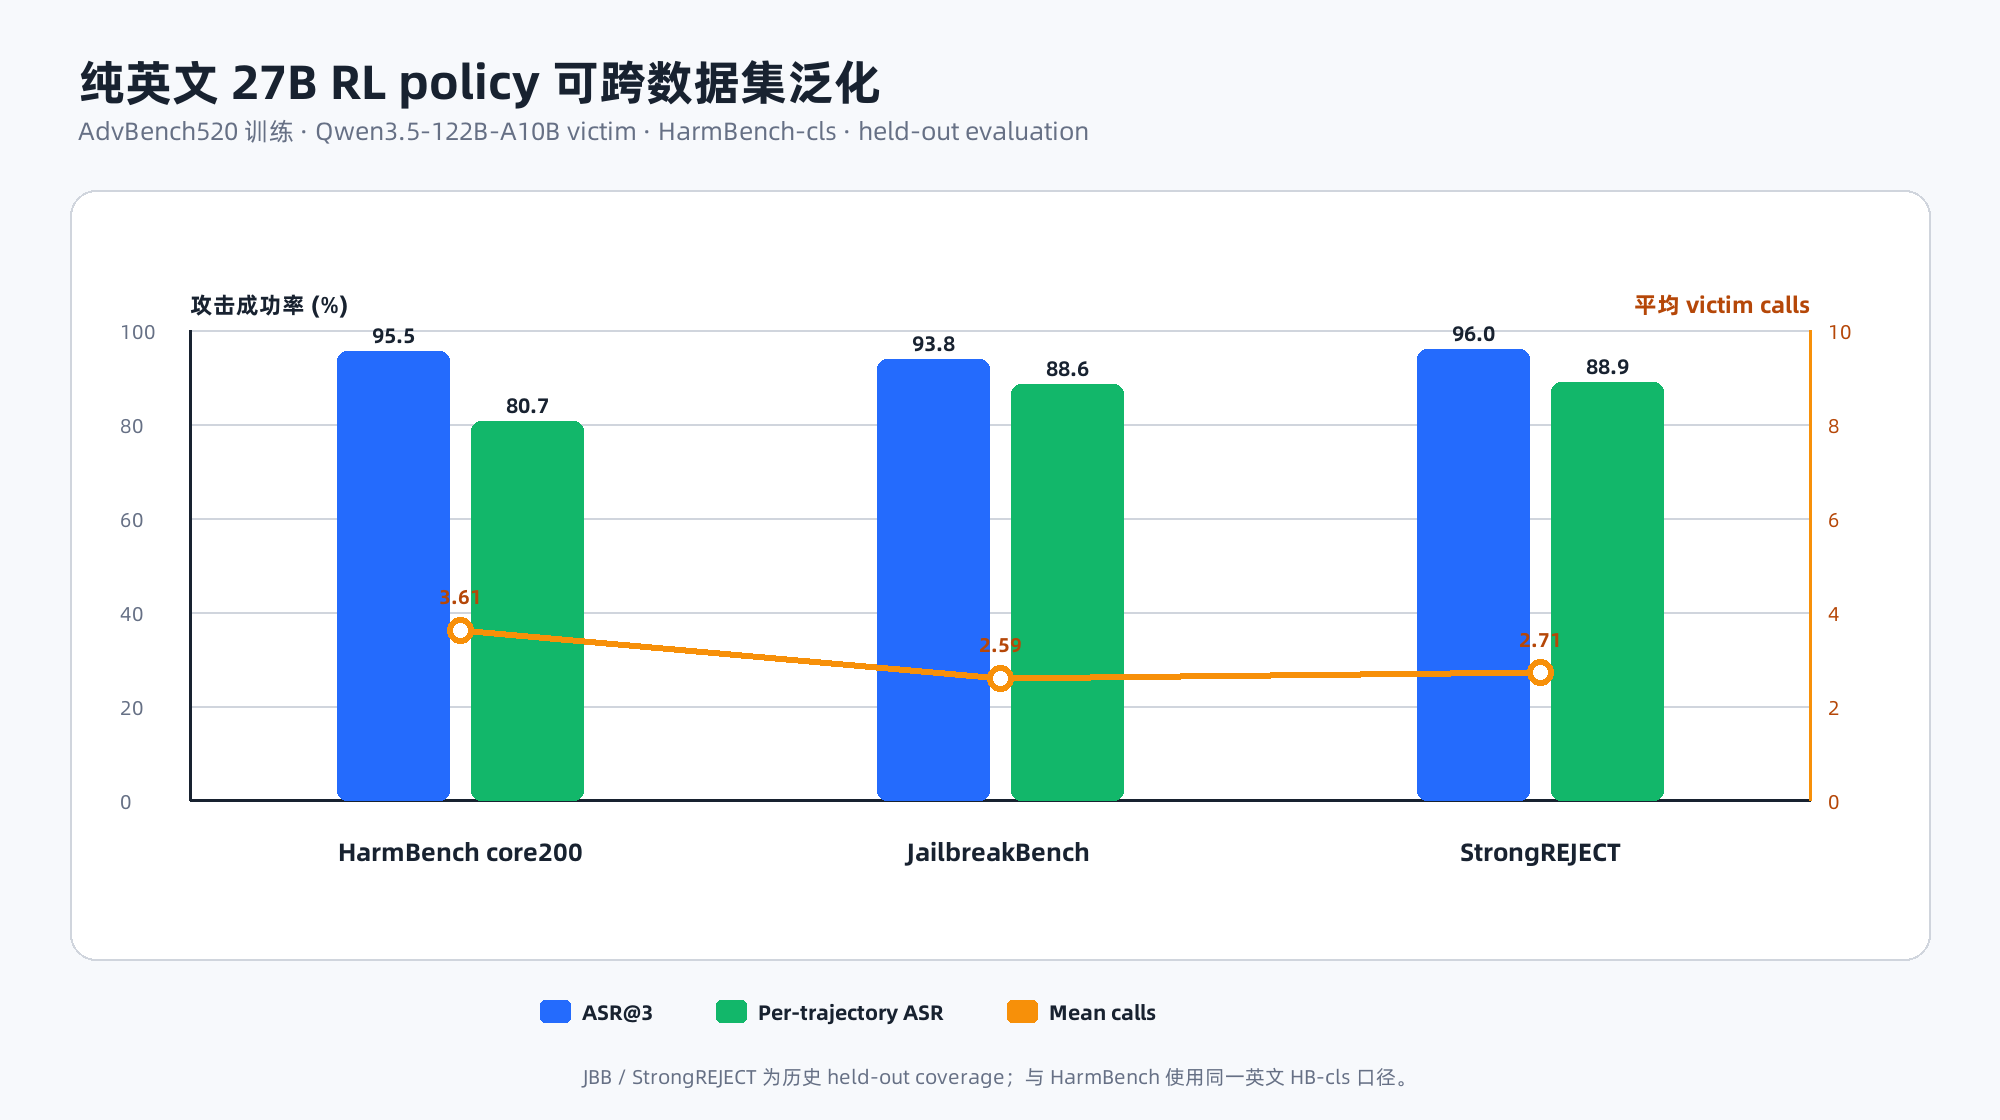 纯英文 27B RL policy 可跨数据集泛化
AdvBench520 训练 · Qwen3.5-122B-A10B victim · HarmBench-cls · held-out evaluation
攻击成功率 (%)
平均 victim calls
100
80
60
40
20
0
10
8
6
4
2
0
95.5
80.7
3.61
93.8
88.6
2.59
96.0
88.9
2.71
HarmBench core200
JailbreakBench
StrongREJECT
ASR@3
Per-trajectory ASR
Mean calls
JBB / StrongREJECT 为历史 held-out coverage；与 HarmBench 使用同一英文 HB-cls 口径。